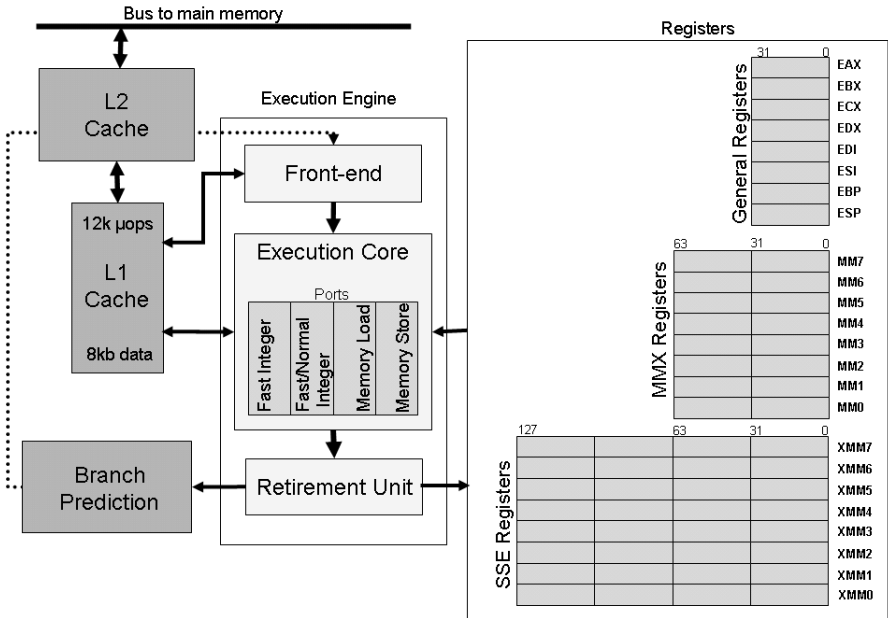 Bus to main memory
L2
Cache
12k µops
L1
Cache
8kb data
Branch
Prediction
Execution Engine
Front-end
Execution Core
Ports
Fast Integer
Fast/Normal
Integer
Memory Load
Memory Store
Retirement Unit
Registers
General Registers
31 0
EAX
EBX
ECX
EDX
EDI
ESI
EBP
ESP
MMX Registers
63 31 0
MM7
MM6
MM5
MM4
MM3
MM2
MM1
MM0
SSE Registers
127 63 31 0
XMM7
XMM6
XMM5
XMM4
XMM3
XMM2
XMM1
XMM0